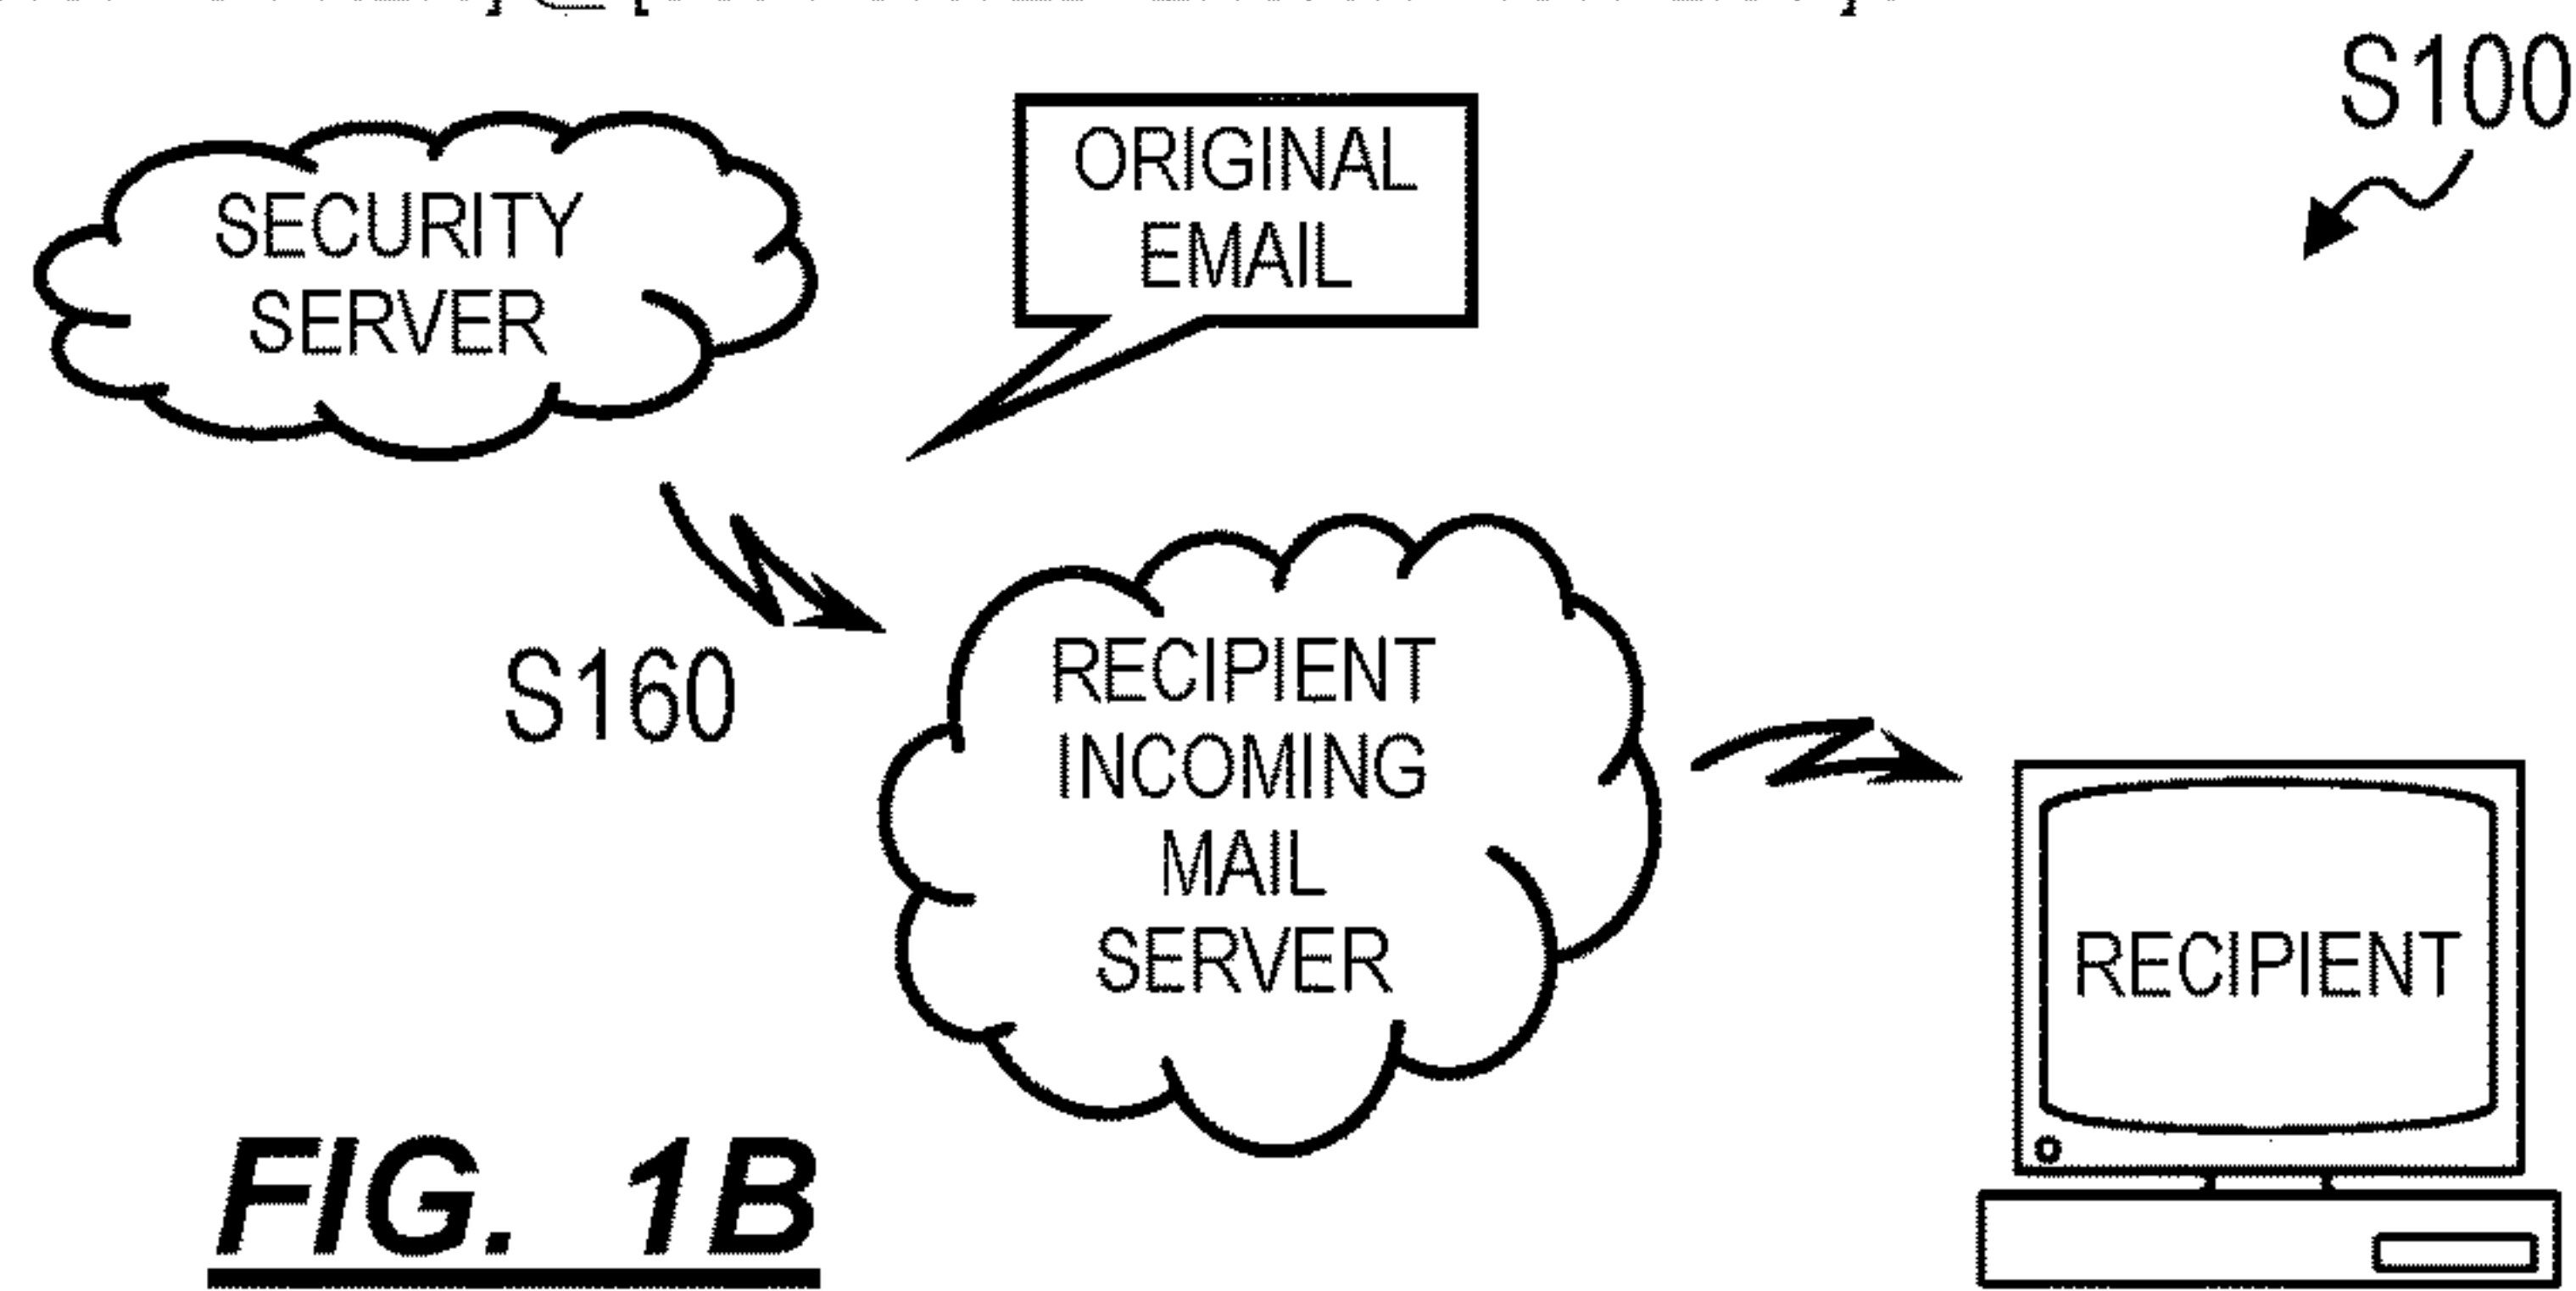 S100
SECURITY
SERVER
ORIGINAL
EMAIL
S160
RECIPIENT
INCOMING
MAIL
SERVER
RECIPIENT
FIG. 1B